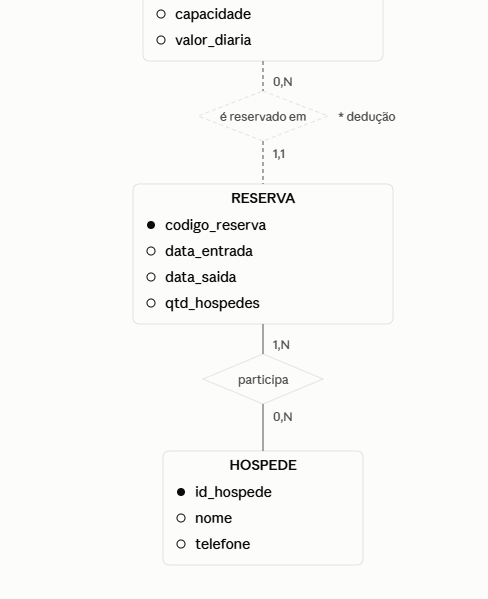 capacidade
valor_diaria
0,N
é reservado em
* dedução
1,1
RESERVA
codigo_reserva
data_entrada
data_saida
qtd_hospedes
1,N
participa
0,N
HOSPEDE
id_hospede
nome
telefone